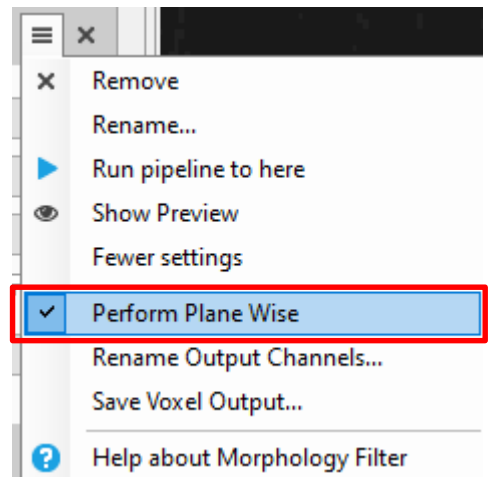 Remove
Rename...
Run pipeline to here
Show Preview
Fewer settings
Perform Plane Wise
Rename Output Channels...
Save Voxel Output...
Help about Morphology Filter